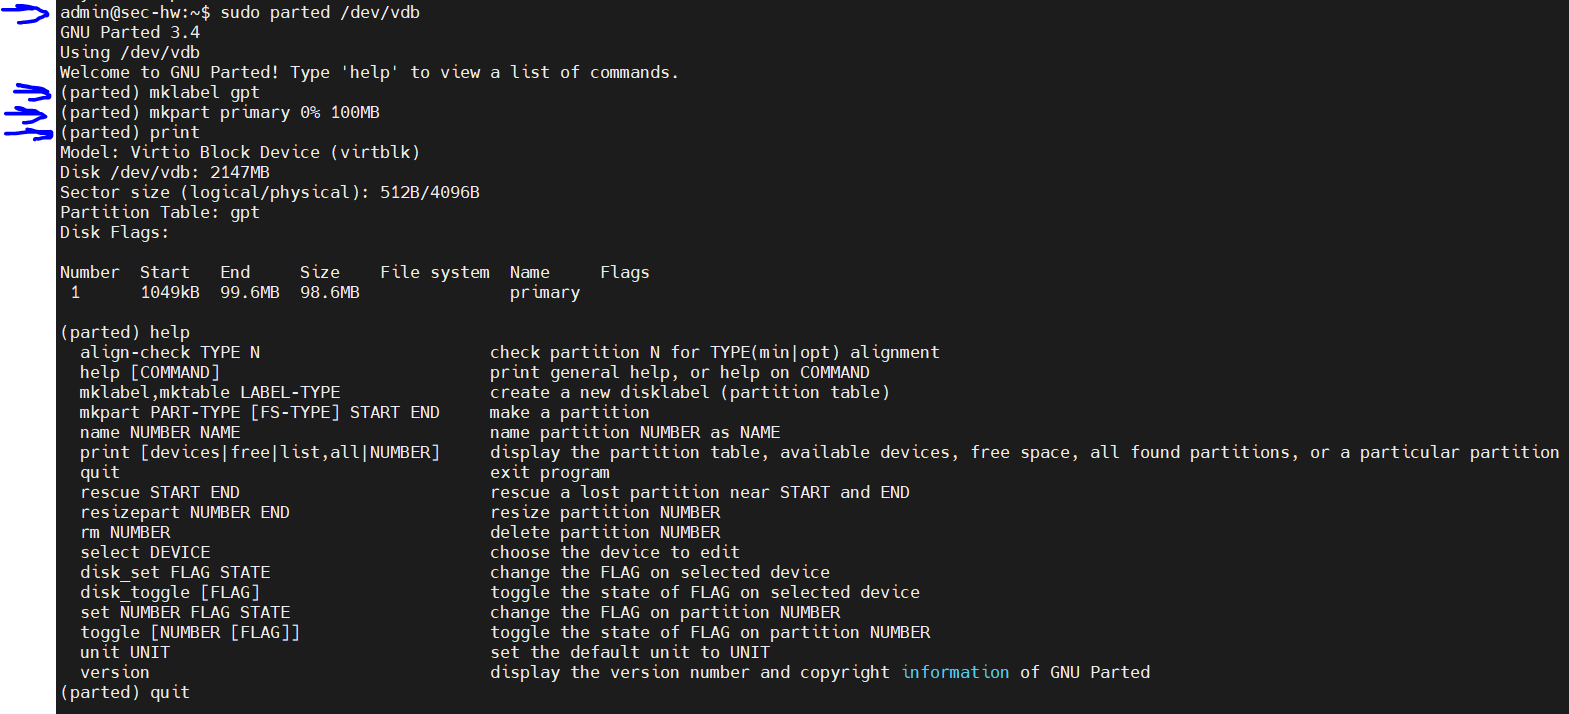 admin@sec-hw:~$ sudo parted /dev/vdb
GNU Parted 3.4
Using /dev/vdb
Welcome to GNU Parted! Type 'help' to view a list of commands.
(parted) mklabel gpt
(parted) mkpart primary 0% 100MB
(parted) print
Model: Virtio Block Device (virtblk)
Disk /dev/vdb: 2147MB
Sector size (logical/physical): 512B/4096B
Partition Table: gpt
Disk Flags:
Number  Start   End     Size    File system  Name     Flags
 1      1049kB  99.6MB  98.6MB               primary
(parted) help
  align-check TYPE N                       check partition N for TYPE(min|opt) alignment
  help [COMMAND]                           print general help, or help on COMMAND
  mklabel,mktable LABEL-TYPE               create a new disklabel (partition table)
  mkpart PART-TYPE [FS-TYPE] START END     make a partition
  name NUMBER NAME                         name partition NUMBER as NAME
  print [devices|free|list,all|NUMBER]     display the partition table, available devices, free space, all found partitions, or a particular partition
  quit                                     exit program
  rescue START END                         rescue a lost partition near START and END
  resizepart NUMBER END                    resize partition NUMBER
  rm NUMBER                                delete partition NUMBER
  select DEVICE                            choose the device to edit
  disk_set FLAG STATE                      change the FLAG on selected device
  disk_toggle [FLAG]                       toggle the state of FLAG on selected device
  set NUMBER FLAG STATE                    change the FLAG on partition NUMBER
  toggle [NUMBER [FLAG]]                   toggle the state of FLAG on partition NUMBER
  unit UNIT                                set the default unit to UNIT
  version                                  display the version number and copyright information of GNU Parted
(parted) quit